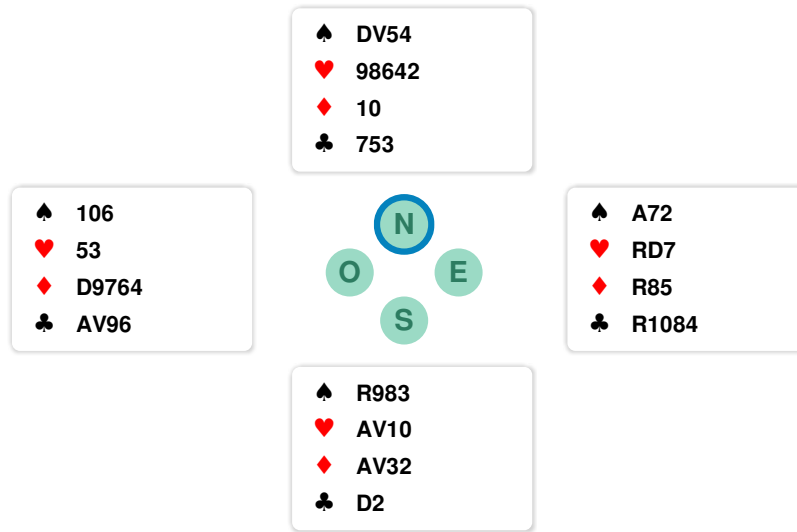 ♠ DV54
♥ 98642
♦ 10
♣ 753
♠ 106
♥ 53
♦ D9764
♣ AV96
N
O E
S
♠ A72
♥ RD7
♦ R85
♣ R1084
♠ R983
♥ AV10
♦ AV32
♣ D2